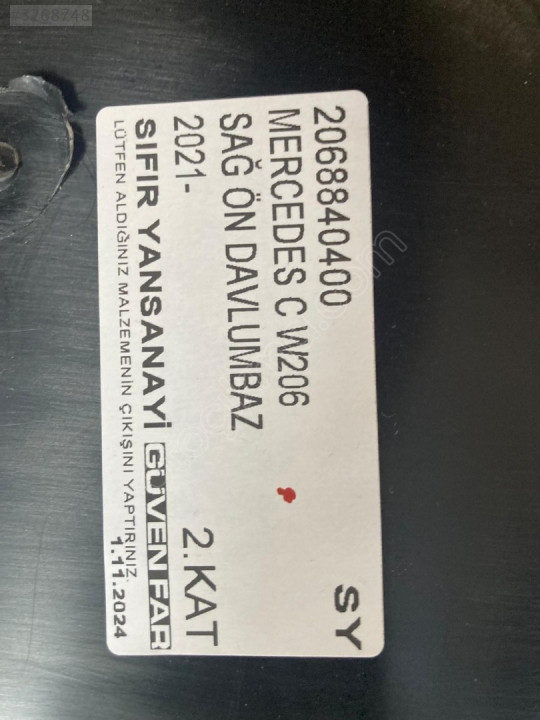 2068840400
MERCEDES C W206
SAĞ ÖN DAVLUMBAZ
2021-
2.KAT
SY
SIFIR YANSANAYİ GÜVEN FAR
LÜTFEN ALDIĞINIZ MALZEMENİN ÇIKIŞINI YAPTIRINIZ.
1.11.2024